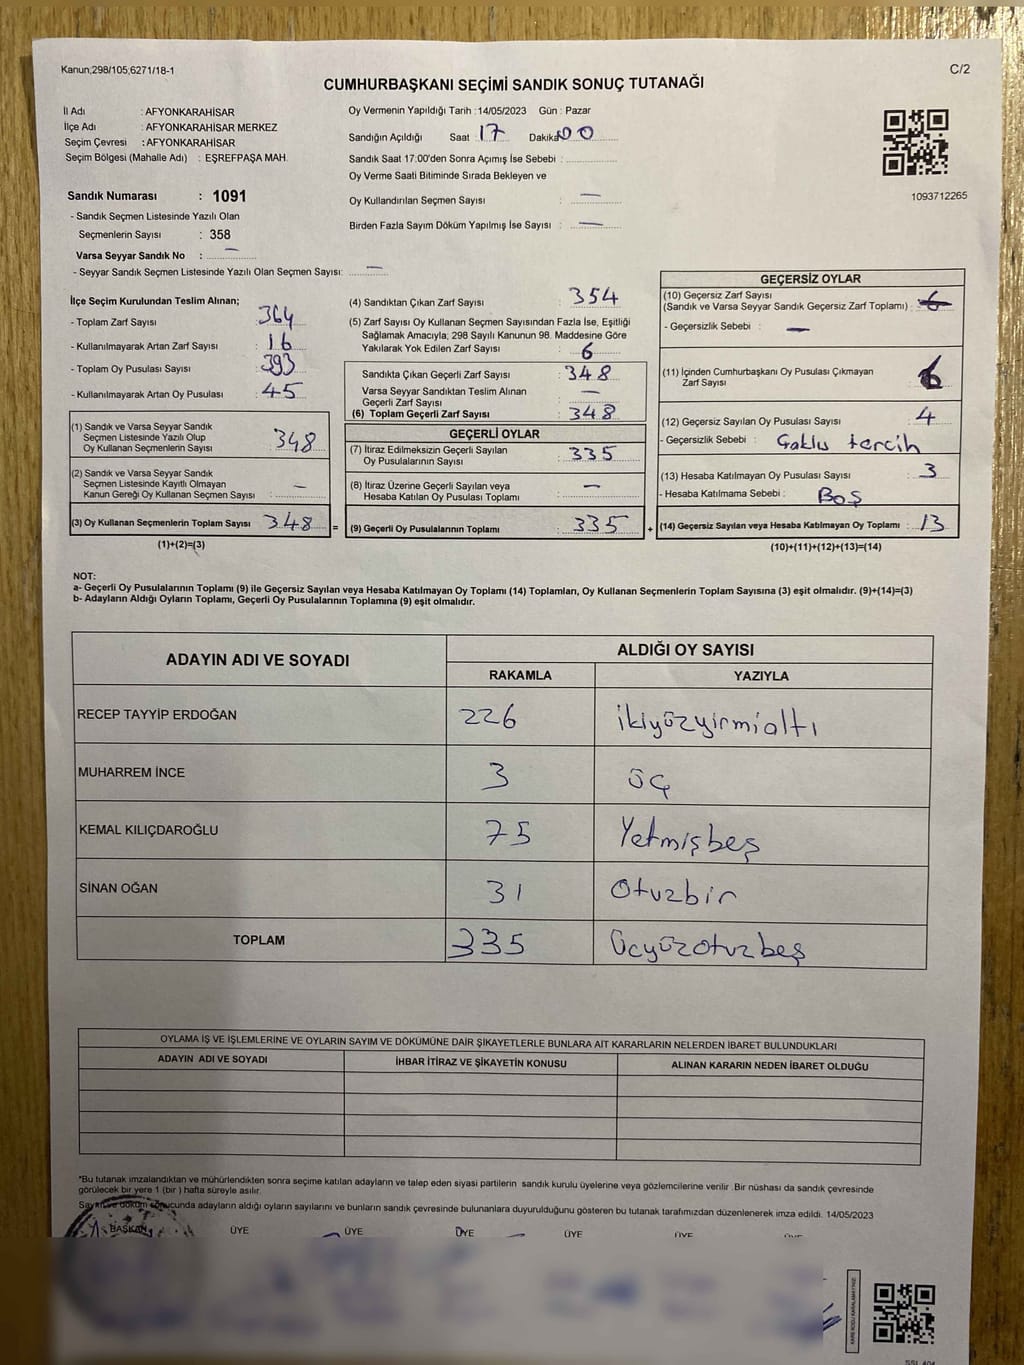 Kanun;298/105;6271/18-1
C/2
CUMHURBAŞKANI SEÇİMİ SANDIK SONUÇ TUTANAĞI
İl Adı : AFYONKARAHİSAR
İlçe Adı : AFYONKARAHİSAR MERKEZ
Seçim Çevresi : AFYONKARAHİSAR
Seçim Bölgesi (Mahalle Adı) : EŞREFPAŞA MAH.
Oy Vermenin Yapıldığı Tarih :14/05/2023 Gün : Pazar
Sandığın Açıldığı Saat : 17 Dakika 00
Sandık Saat 17:00'den Sonra Açımış İse Sebebi :
Oy Verme Saati Bitiminde Sırada Bekleyen ve
Oy Kullandırılan Seçmen Sayısı : —
Birden Fazla Sayım Döküm Yapılmış İse Sayısı : —
1093712265
Sandık Numarası : 1091
- Sandık Seçmen Listesinde Yazılı Olan
Seçmenlerin Sayısı : 358
Varsa Seyyar Sandık No : —
- Seyyar Sandık Seçmen Listesinde Yazılı Olan Seçmen Sayısı: —
İlçe Seçim Kurulundan Teslim Alınan;
- Toplam Zarf Sayısı : 364
- Kullanılmayarak Artan Zarf Sayısı : 16
- Toplam Oy Pusulası Sayısı : 393
- Kullanılmayarak Artan Oy Pusulası : 45
(1) Sandık ve Varsa Seyyar Sandık
Seçmen Listesinde Yazılı Olup
Oy Kullanan Seçmenlerin Sayısı : 348
(2) Sandık ve Varsa Seyyar Sandık
Seçmen Listesinde Kayıtlı Olmayan
Kanun Gereği Oy Kullanan Seçmen Sayısı : —
(3) Oy Kullanan Seçmenlerin Toplam Sayısı : 348 =
(1)+(2)=(3)
(4) Sandıktan Çıkan Zarf Sayısı : 354
(5) Zarf Sayısı Oy Kullanan Seçmen Sayısından Fazla İse, Eşitliği
Sağlamak Amacıyla, 298 Sayılı Kanunun 98. Maddesine Göre
Yakılarak Yok Edilen Zarf Sayısı : 6
Sandıkta Çıkan Geçerli Zarf Sayısı : 348
Varsa Seyyar Sandıktan Teslim Alınan
Geçerli Zarf Sayısı : —
(6) Toplam Geçerli Zarf Sayısı : 348
GEÇERLİ OYLAR
(7) İtiraz Edilmeksizin Geçerli Sayılan
Oy Pusulalarının Sayısı : 335
(8) İtiraz Üzerine Geçerli Sayılan veya
Hesaba Katılan Oy Pusulası Toplamı : —
(9) Geçerli Oy Pusulalarının Toplamı : 335 +
GEÇERSİZ OYLAR
(10) Geçersiz Zarf Sayısı
(Sandık ve Varsa Seyyar Sandık Geçersiz Zarf Toplamı) : 6
- Geçersizlik Sebebi : —
(11) İçinden Cumhurbaşkanı Oy Pusulası Çıkmayan
Zarf Sayısı : 6
(12) Geçersiz Sayılan Oy Pusulası Sayısı : 4
- Geçersizlik Sebebi : Çoklu tercih
(13) Hesaba Katılmayan Oy Pusulası Sayısı : 3
- Hesaba Katılmama Sebebi : Boş
(14) Geçersiz Sayılan veya Hesaba Katılmayan Oy Toplamı : 13
(10)+(11)+(12)+(13)=(14)
NOT:
a- Geçerli Oy Pusulalarının Toplamı (9) ile Geçersiz Sayılan veya Hesaba Katılmayan Oy Toplamı (14) Toplamları, Oy Kullanan Seçmenlerin Toplam Sayısına (3) eşit olmalıdır. (9)+(14)=(3)
b- Adayların Aldığı Oyların Toplamı, Geçerli Oy Pusulalarının Toplamına (9) eşit olmalıdır.
ADAYIN ADI VE SOYADI
ALDIĞI OY SAYISI
RAKAMLA YAZIYLA
RECEP TAYYİP ERDOĞAN 226 ikiyüzyirmialtı
MUHARREM İNCE 3 üç
KEMAL KILIÇDAROĞLU 75 Yetmişbeş
SİNAN OĞAN 31 Otuzbir
TOPLAM 335 Üçyüzotuzbeş
OYLAMA İŞ VE İŞLEMLERİNE VE OYLARIN SAYIM VE DÖKÜMÜNE DAİR ŞİKAYETLERLE BUNLARA AİT KARARLARIN NELERDEN İBARET BULUNDUKLARI
ADAYIN ADI VE SOYADI İHBAR İTİRAZ VE ŞİKAYETİN KONUSU ALINAN KARARIN NEDEN İBARET OLDUĞU
*Bu tutanak imzalandıktan ve mühürlendikten sonra seçime katılan adayların ve talep eden siyasi partilerin sandık kurulu üyelerine veya gözlemcilerine verilir .Bir nüshası da sandık çevresinde
görülecek bir yere 1 (bir ) hafta süreyle asılır.
Sayım ve döküm sonucunda adayların aldığı oyların sayılarını ve bunların sandık çevresinde bulunanlara duyurulduğunu gösteren bu tutanak tarafımızdan düzenlenerek imza edildi. 14/05/2023
BAŞKAN ÜYE ÜYE ÜYE ÜYE ÜYE ÜYE